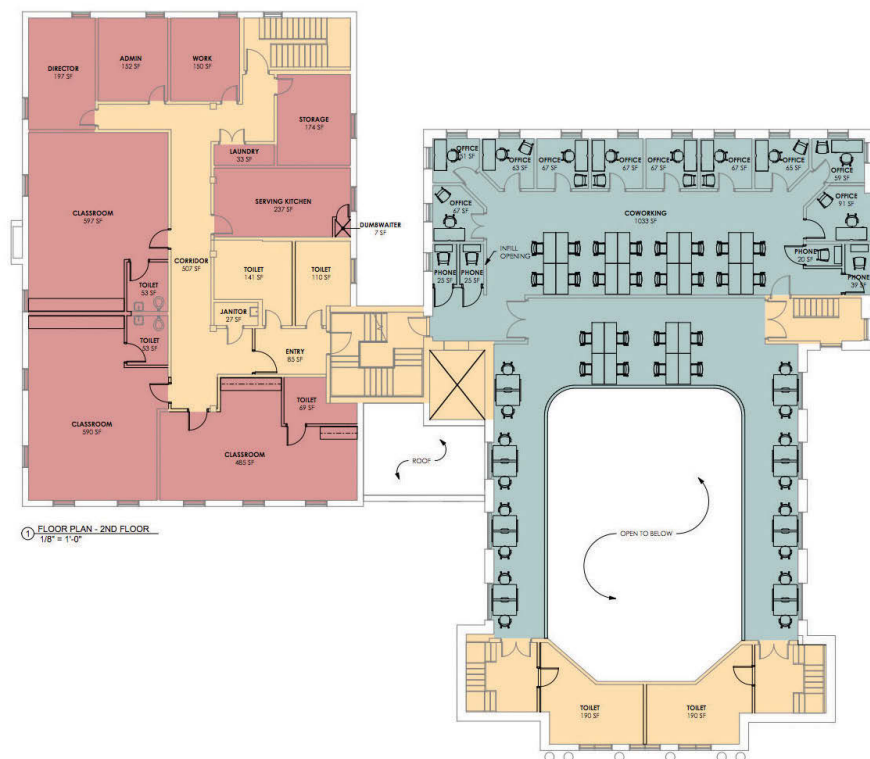 DIRECTOR
197 SF
ADMIN
152 SF
WORK
150 SF
STORAGE
174 SF
LAUNDRY
33 SF
CLASSROOM
597 SF
SERVING KITCHEN
237 SF
DUMBWAITER
7 SF
CORRIDOR
507 SF
TOILET
141 SF
TOILET
110 SF
TOILET
53 SF
JANITOR
27 SF
TOILET
53 SF
ENTRY
83 SF
TOILET
69 SF
CLASSROOM
590 SF
CLASSROOM
485 SF
ROOF
1 FLOOR PLAN - 2ND FLOOR
1/8" = 1'-0"
OFFICE
51 SF
OFFICE
63 SF
OFFICE
67 SF
OFFICE
67 SF
OFFICE
67 SF
OFFICE
67 SF
OFFICE
65 SF
OFFICE
59 SF
OFFICE
67 SF
COWORKING
1033 SF
OFFICE
91 SF
INFILL
OPENING
PHONE
25 SF
PHONE
25 SF
PHONE
20 SF
PHONE
39 SF
OPEN TO BELOW
TOILET
190 SF
TOILET
190 SF